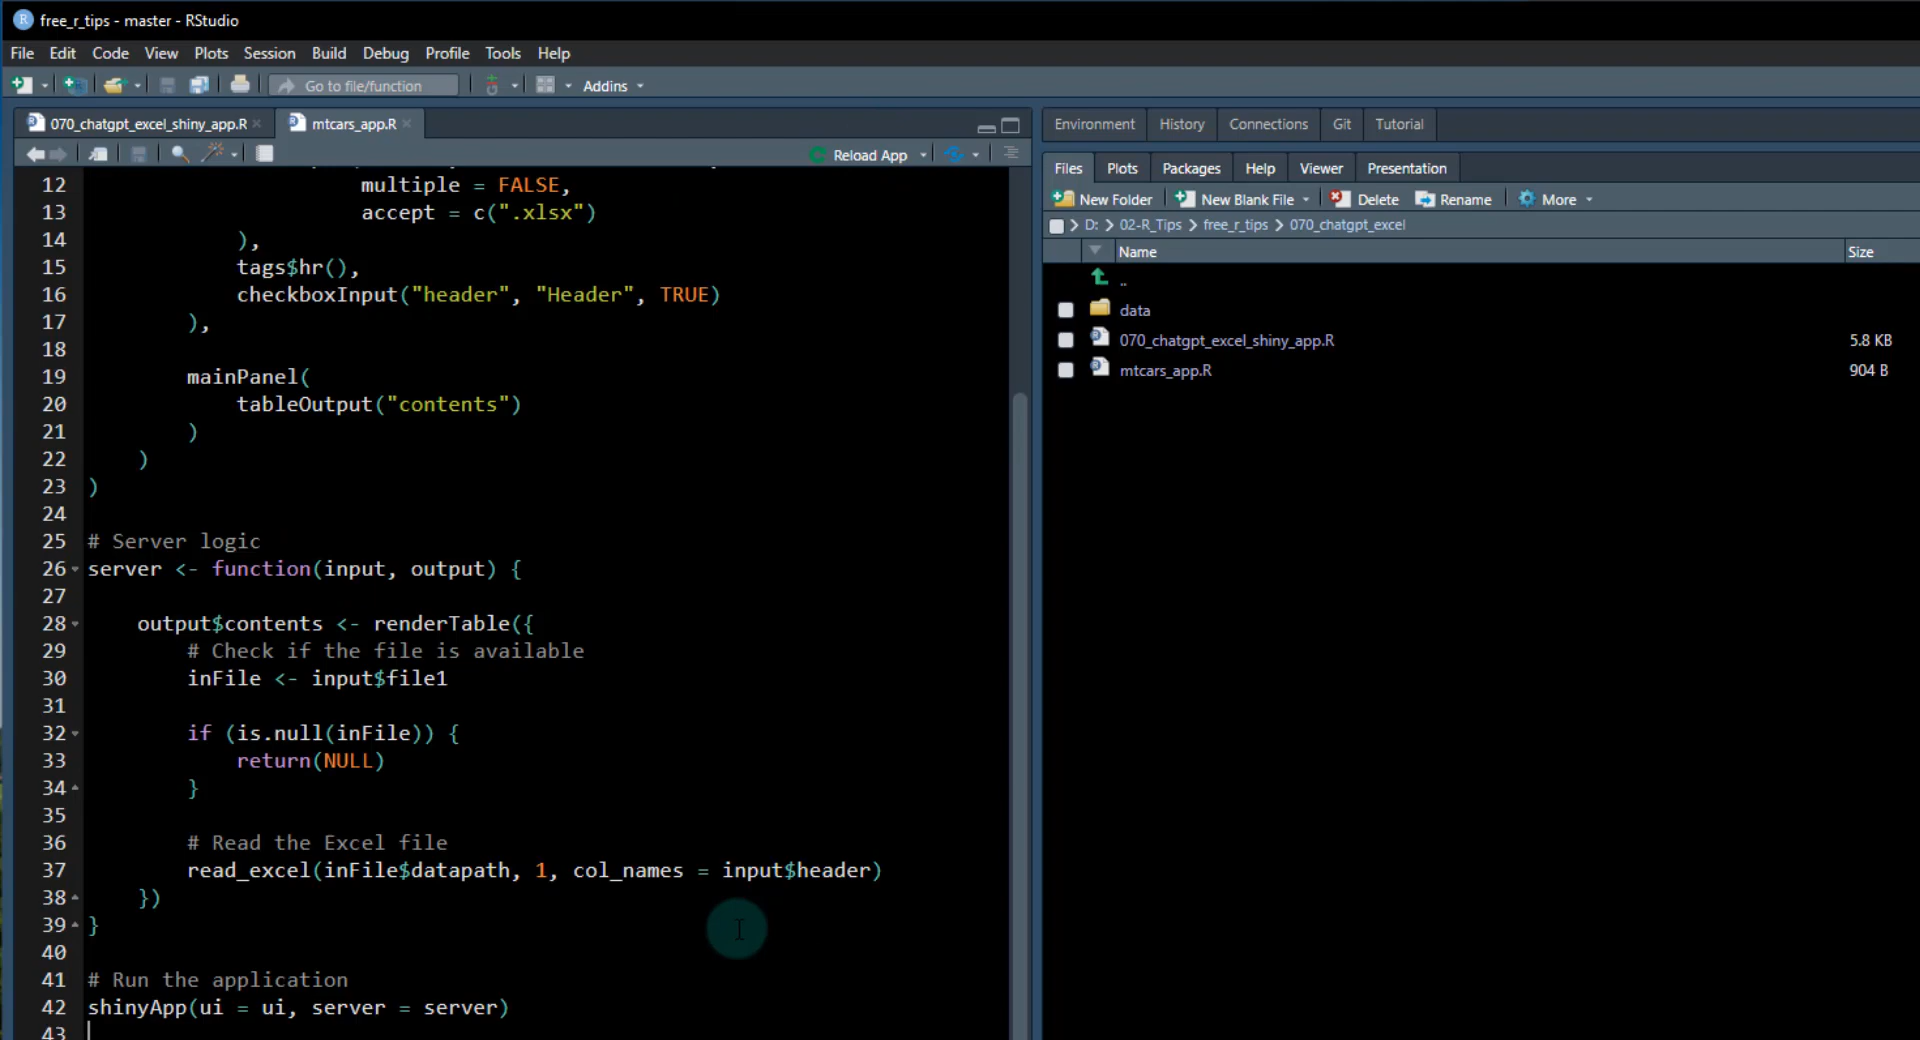 free_r_tips - master - RStudio
File Edit Code View Plots Session Build Debug Profile Tools Help
Go to file/function Addins
070_chatgpt_excel_shiny_app.R mtcars_app.R
Reload App
12 multiple = FALSE,
13 accept = c(".xlsx")
14 ),
15 tags$hr(),
16 checkboxInput("header", "Header", TRUE)
17 ),
18
19 mainPanel(
20 tableOutput("contents")
21 )
22 )
23 )
24
25 # Server logic
26 server <- function(input, output) {
27
28 output$contents <- renderTable({
29 # Check if the file is available
30 inFile <- input$file1
31
32 if (is.null(inFile)) {
33 return(NULL)
34 }
35
36 # Read the Excel file
37 read_excel(inFile$datapath, 1, col_names = input$header)
38 })
39 }
40
41 # Run the application
42 shinyApp(ui = ui, server = server)
43
Environment History Connections Git Tutorial
Files Plots Packages Help Viewer Presentation
New Folder New Blank File Delete Rename More
D: 02-R_Tips free_r_tips 070_chatgpt_excel
Name Size
..
data
070_chatgpt_excel_shiny_app.R 5.8 KB
mtcars_app.R 904 B